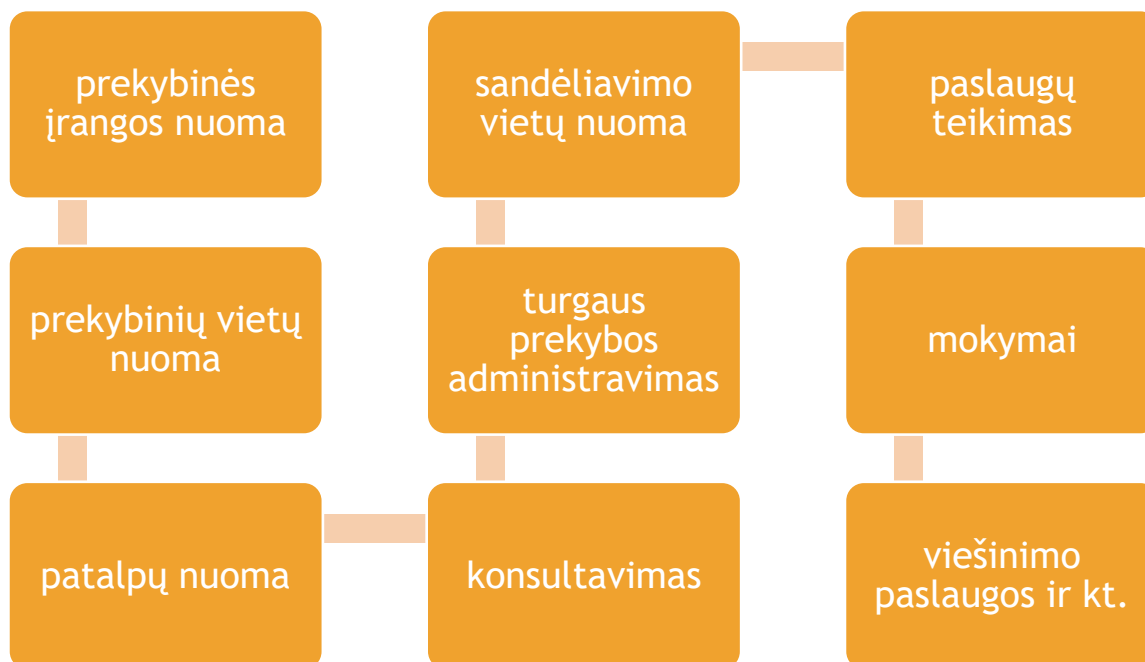 prekybinės
įrangos nuoma
prekybinių vietų
nuoma
patalpų nuoma
konsultavimas
turgaus
prekybos
administravimas
sandėliavimo
vietų nuoma
paslaugų
teikimas
mokymai
viešinimo
paslaugos ir kt.